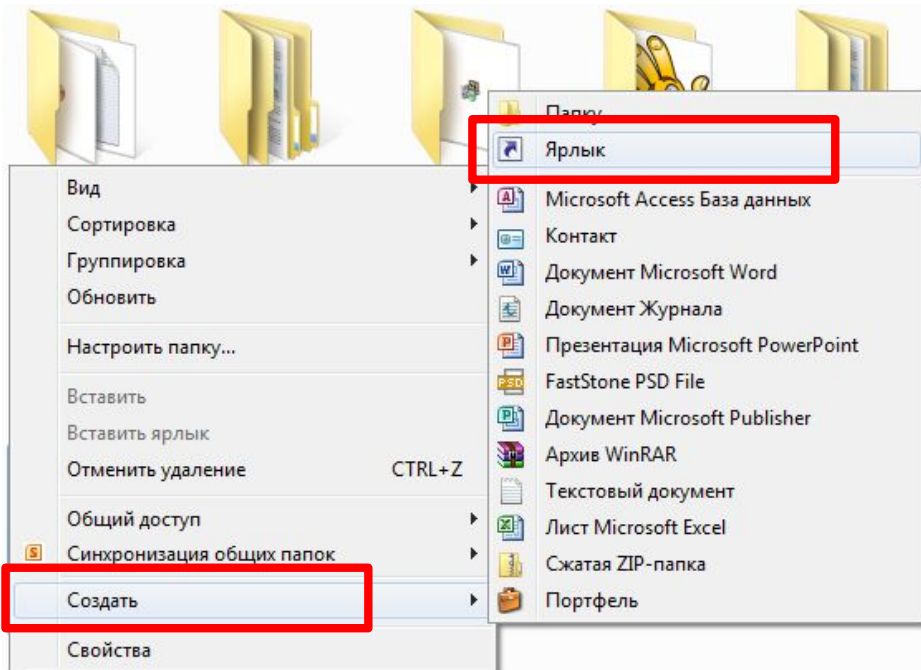 Вид
Сортировка
Группировка
Обновить
Настроить папку...
Вставить
Вставить ярлык
Отменить удаление CTRL+Z
Общий доступ
Синхронизация общих папок
Создать
Свойства
Папку
Ярлык
Microsoft Access База данных
Контакт
Документ Microsoft Word
Документ Журнала
Презентация Microsoft PowerPoint
FastStone PSD File
Документ Microsoft Publisher
Архив WinRAR
Текстовый документ
Лист Microsoft Excel
Сжатая ZIP-папка
Портфель